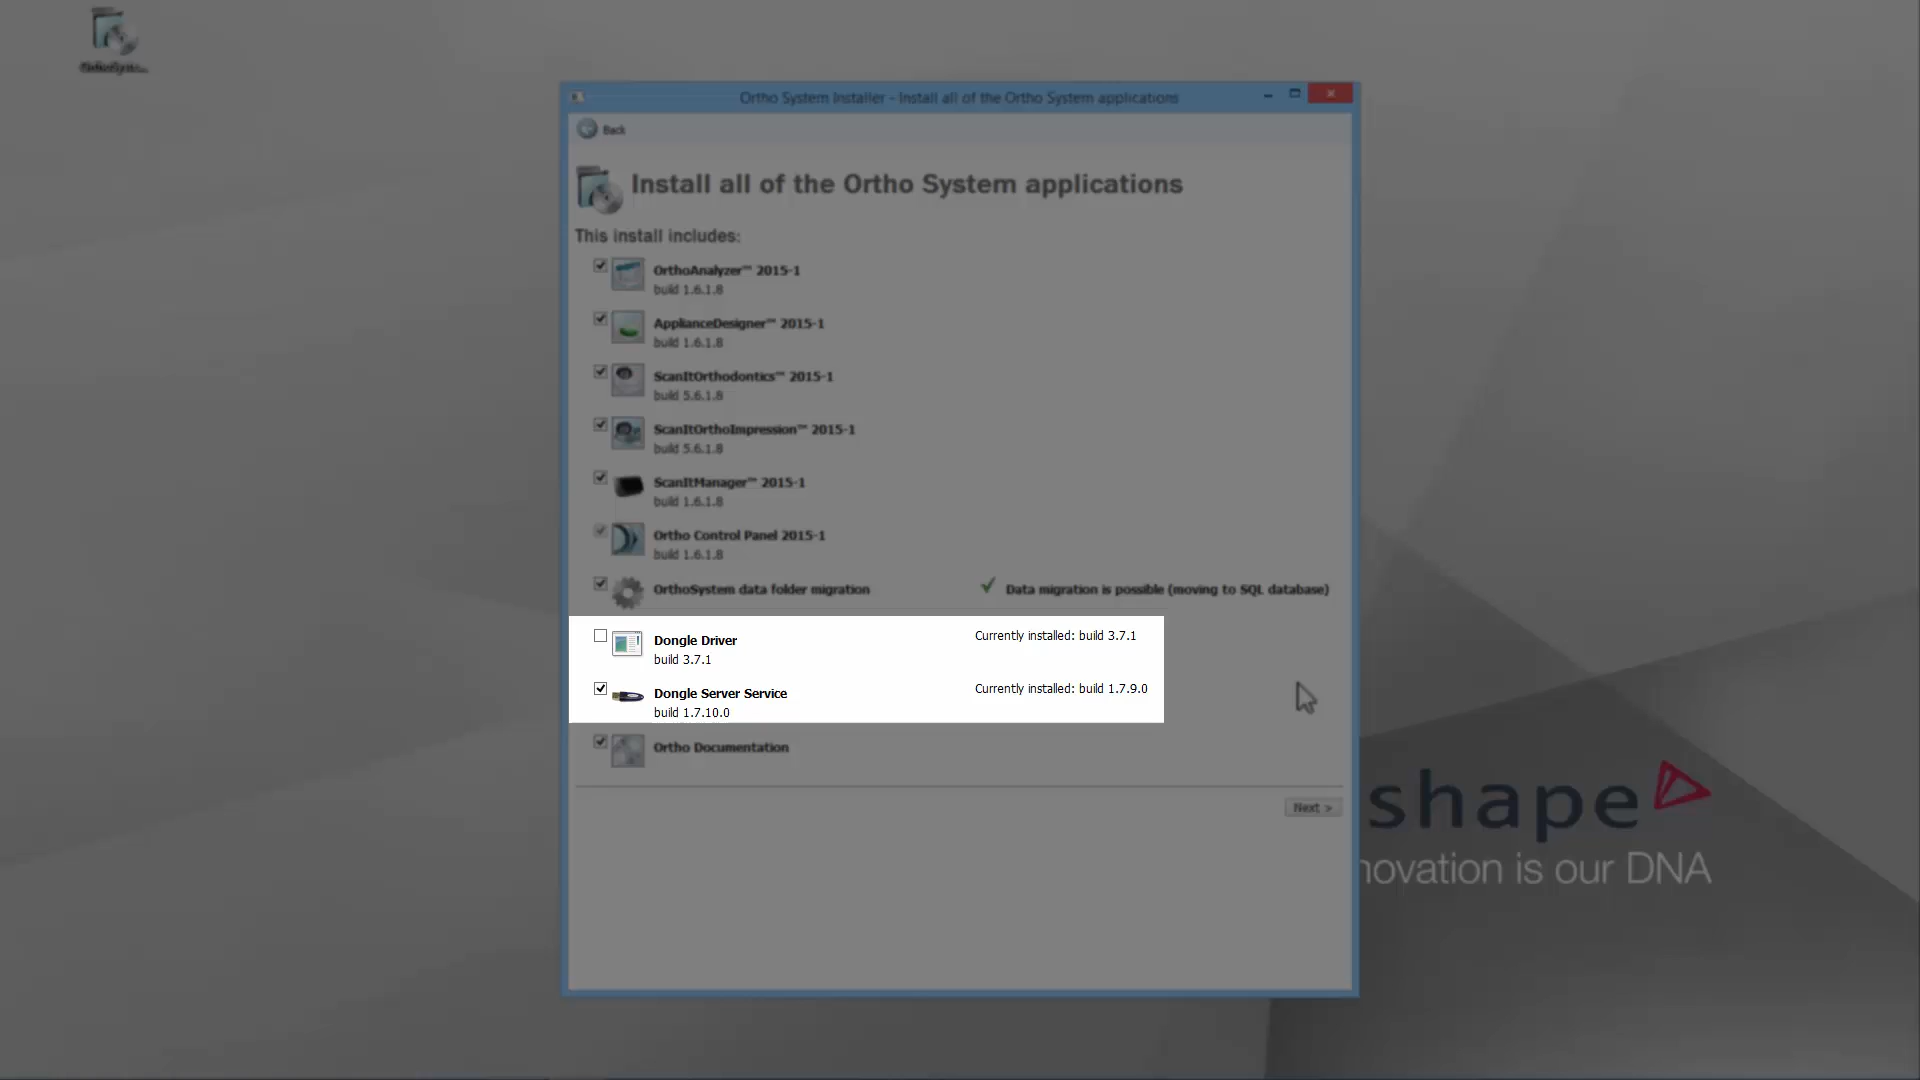 OrthoSyste...
Ortho System Installer - Install all of the Ortho System applications
Back
Install all of the Ortho System applications
This install includes:
OrthoAnalyzer™ 2015-1
build 1.6.1.8
ApplianceDesigner™ 2015-1
build 1.6.1.8
ScanItOrthodontics™ 2015-1
build 5.6.1.8
ScanItOrthoImpression™ 2015-1
build 5.6.1.8
ScanItManager™ 2015-1
build 1.6.1.8
Ortho Control Panel 2015-1
build 1.6.1.8
OrthoSystem data folder migration
Data migration is possible (moving to SQL database)
Dongle Driver
Currently installed: build 3.7.1
build 3.7.1
Dongle Server Service
Currently installed: build 1.7.9.0
build 1.7.10.0
Ortho Documentation
Next >
shape
novation is our DNA